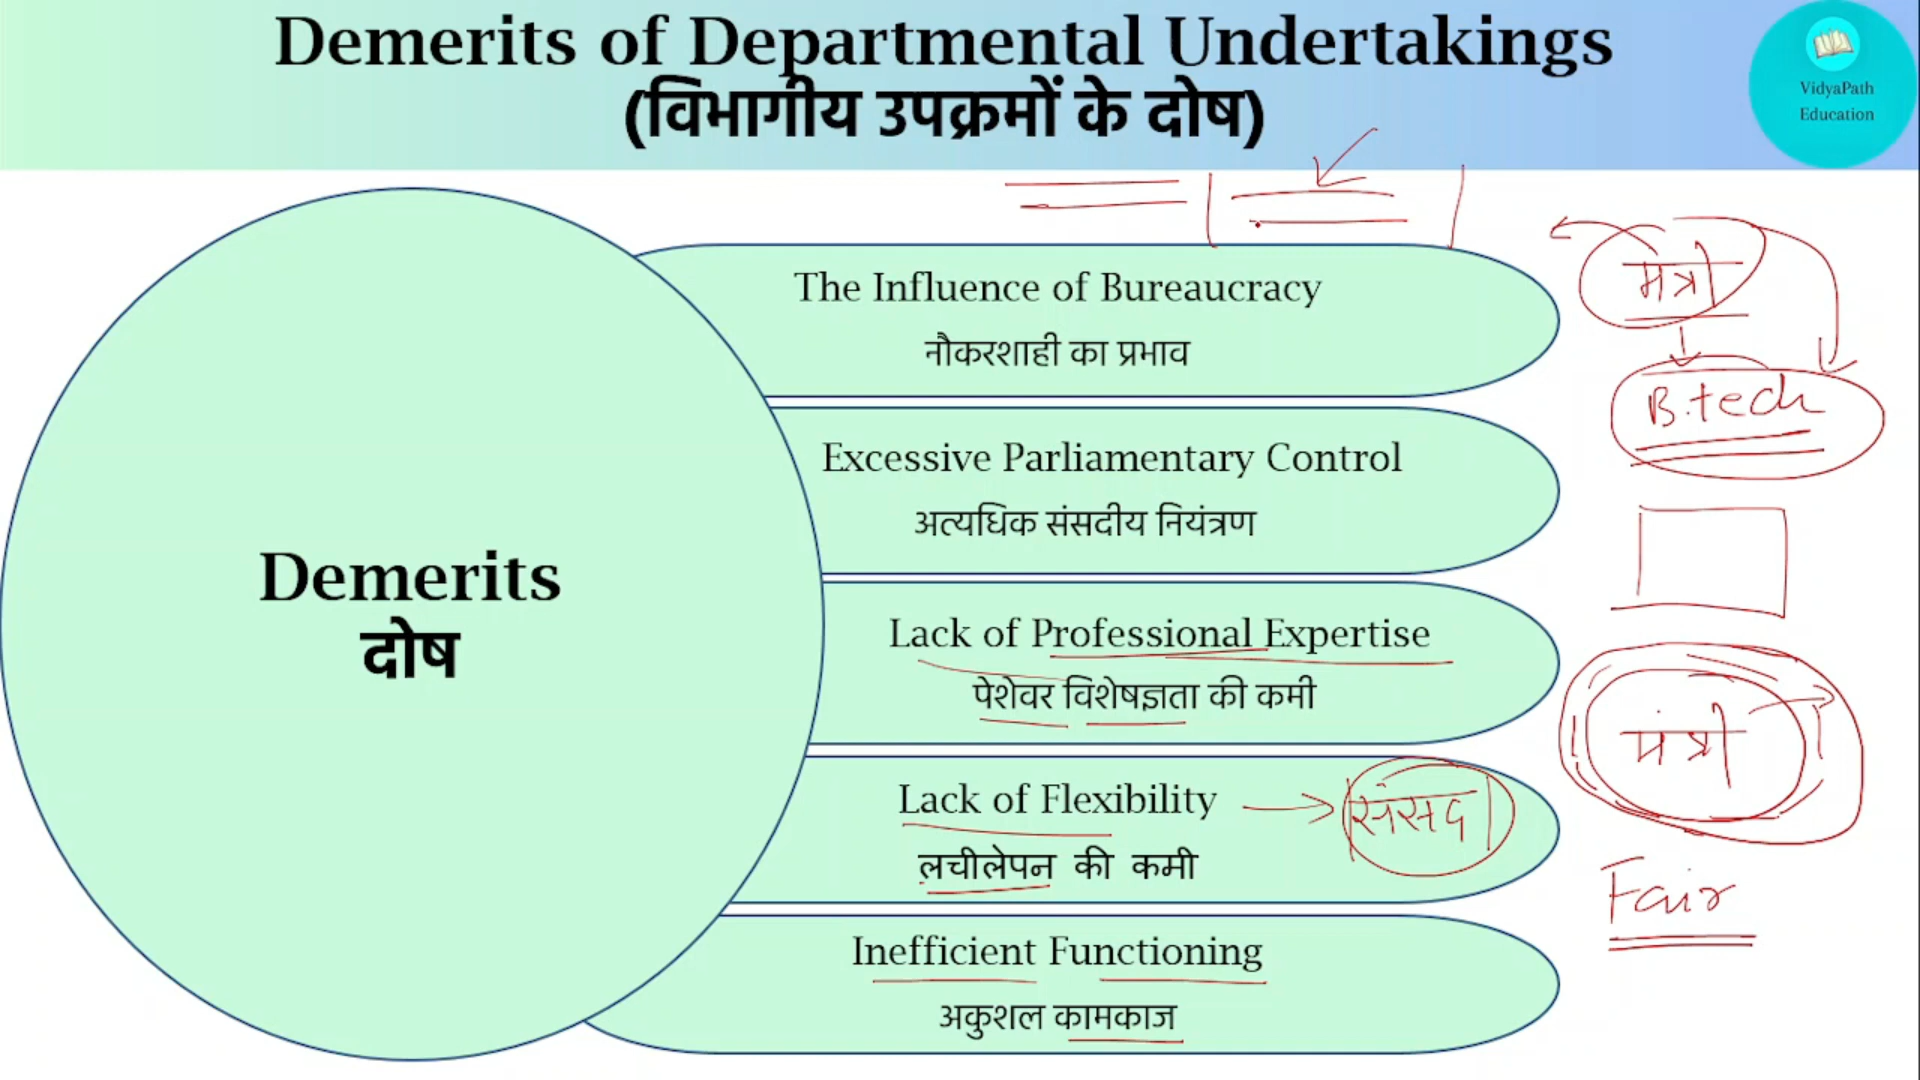 Demerits of Departmental Undertakings
(विभागीय उपक्रमों के दोष)
VidyaPath
Education
Demerits
दोष
The Influence of Bureaucracy
नौकरशाही का प्रभाव
Excessive Parliamentary Control
अत्यधिक संसदीय नियंत्रण
Lack of Professional Expertise
पेशेवर विशेषज्ञता की कमी
Lack of Flexibility
संसद
लचीलेपन की कमी
Inefficient Functioning
अकुशल कामकाज
मंत्री
B.tech
मंत्री
Fair